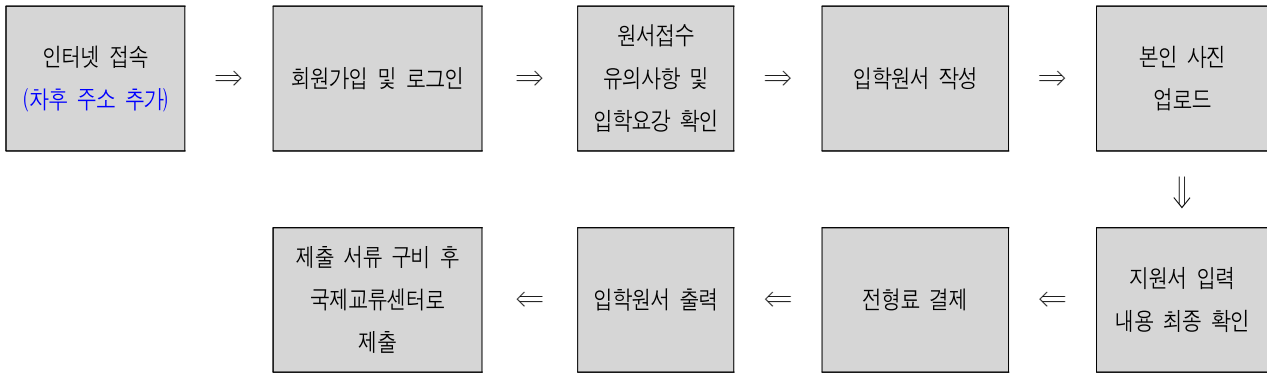 인터넷 접속
(차후 주소 추가)
⇒
회원가입 및 로그인
⇒
원서접수
유의사항 및
입학요강 확인
⇒
입학원서 작성
⇒
본인 사진
업로드
⇓
지원서 입력
내용 최종 확인
⇐
전형료 결제
⇐
입학원서 출력
⇐
제출 서류 구비 후
국제교류센터로
제출